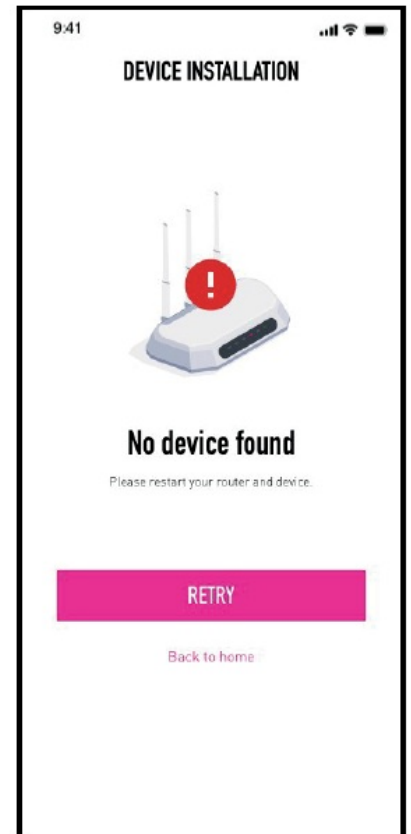 9:41
DEVICE INSTALLATION
!
No device found
Please restart your router and device.
RETRY
Back to home